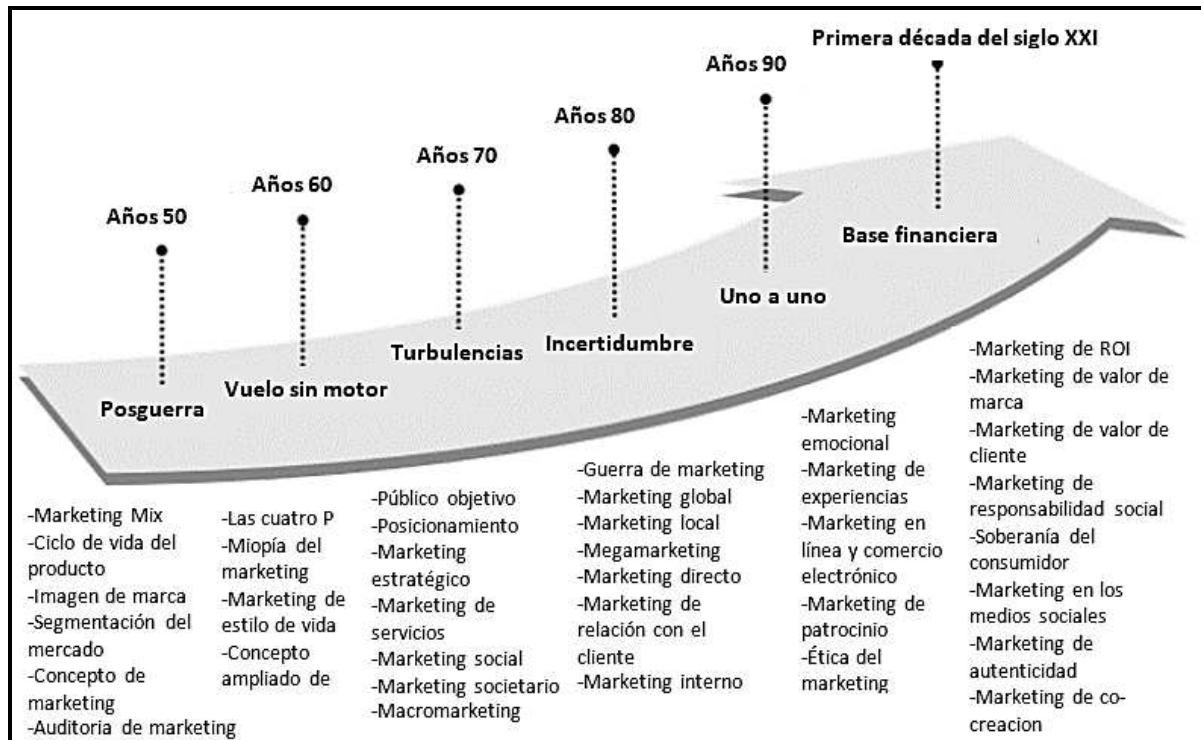 Años 50
Años 60
Años 70
Años 80
Años 90
Primera década del siglo XXI
Posguerra
Vuelo sin motor
Turbulencias
Incertidumbre
Uno a uno
Base financiera
-Marketing Mix
-Ciclo de vida del
producto
-Imagen de marca
-Segmentación del
mercado
-Concepto de
marketing
-Auditoria de marketing
-Las cuatro P
-Miopía del
marketing
-Marketing de
estilo de vida
-Concepto
ampliado de
-Público objetivo
-Posicionamiento
-Marketing
estratégico
-Marketing de
servicios
-Marketing social
-Marketing societario
-Macromarketing
-Guerra de marketing
-Marketing global
-Marketing local
-Megamarketing
-Marketing directo
-Marketing de
relación con el
cliente
-Marketing interno
-Marketing
emocional
-Marketing de
experiencias
-Marketing en
línea y comercio
electrónico
-Marketing de
patrocinio
-Ética del
marketing
-Marketing de ROI
-Marketing de valor de
marca
-Marketing de valor de
cliente
-Marketing de
responsabilidad social
-Soberanía del
consumidor
-Marketing en los
medios sociales
-Marketing de
autenticidad
-Marketing de co-
creacion